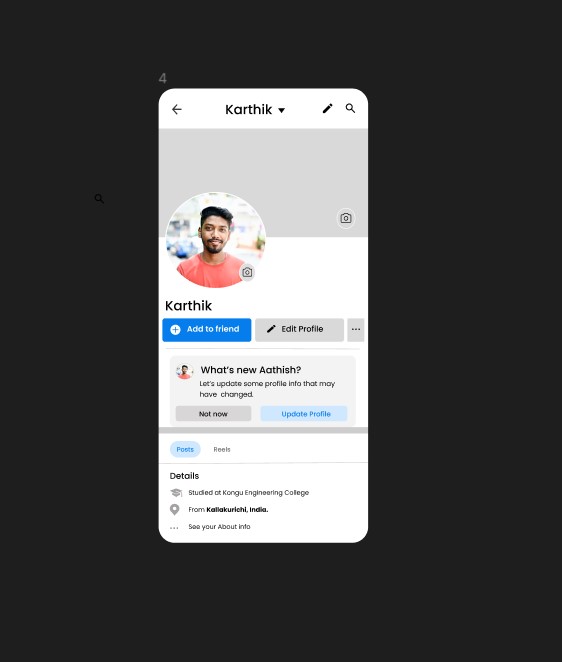 4
Karthik
Karthik
Add to friend
Edit Profile
What's new Aathish?
Let's update some profile info that may
have changed.
Not now
Update Profile
Posts
Reels
Details
Studied at Kongu Engineering College
From Kallakurichi, India.
See your About info